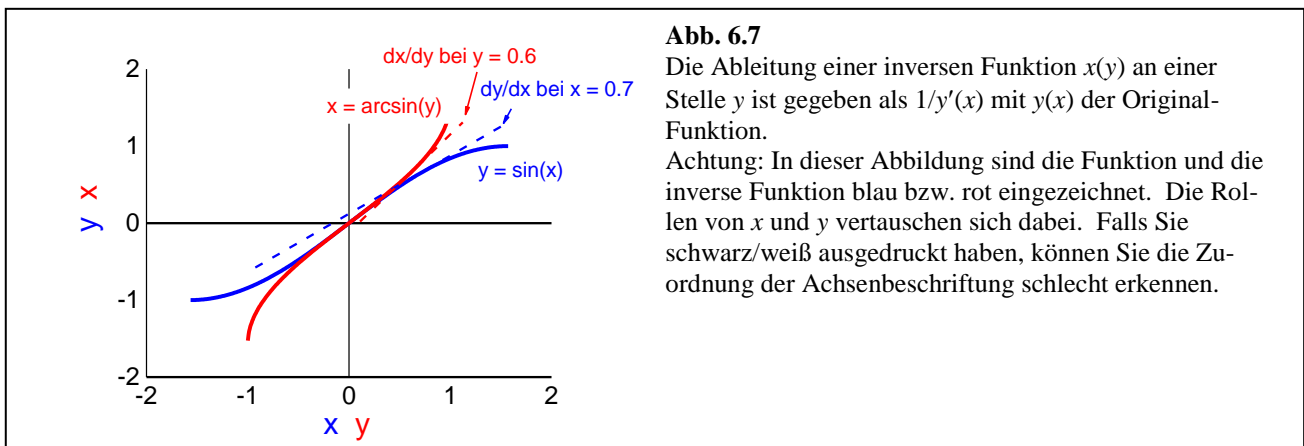 dx/dy bei y = 0.6
2
dy/dx bei x = 0.7
x = arcsin(y)
1
y = sin(x)
y x
0
-1
-2
-2 -1 0 1 2
x y
Abb. 6.7
Die Ableitung einer inversen Funktion x(y) an einer
Stelle y ist gegeben als 1/y′(x) mit y(x) der Original-
Funktion.
Achtung: In dieser Abbildung sind die Funktion und die
inverse Funktion blau bzw. rot eingezeichnet. Die Rol-
len von x und y vertauschen sich dabei. Falls Sie
schwarz/weiß ausgedruckt haben, können Sie die Zu-
ordnung der Achsenbeschriftung schlecht erkennen.